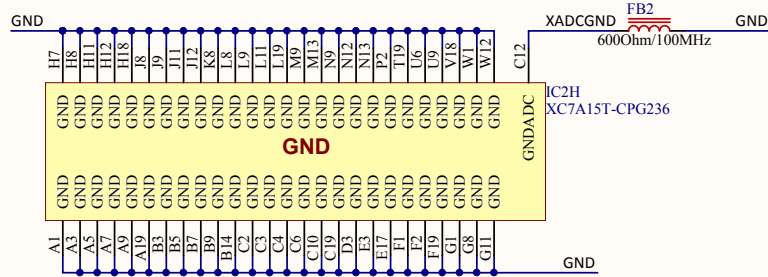 GND
XADCGND
FB2
GND
600Ohm/100MHz
H7 H8 H11 H12 H18 J8 J9 J11 J12 K8 L8 L9 L11 L19 M9 M13 N9 N12 N13 P2 T19 U6 U9 V18 W1 W12
C12
IC2H
XC7A15T-CPG236
GND GND GND GND GND GND GND GND GND GND GND GND GND GND GND GND GND GND GND GND GND GND GND GND GND GND
GNDADC
GND
GND GND GND GND GND GND GND GND GND GND GND GND GND GND GND GND GND GND GND GND GND GND GND GND GND GND
A1 A3 A5 A7 A9 A19 B3 B5 B7 B9 B14 C2 C3 C4 C6 C10 C19 D3 E3 E17 F1 F2 F19 G1 G8 G11
GND